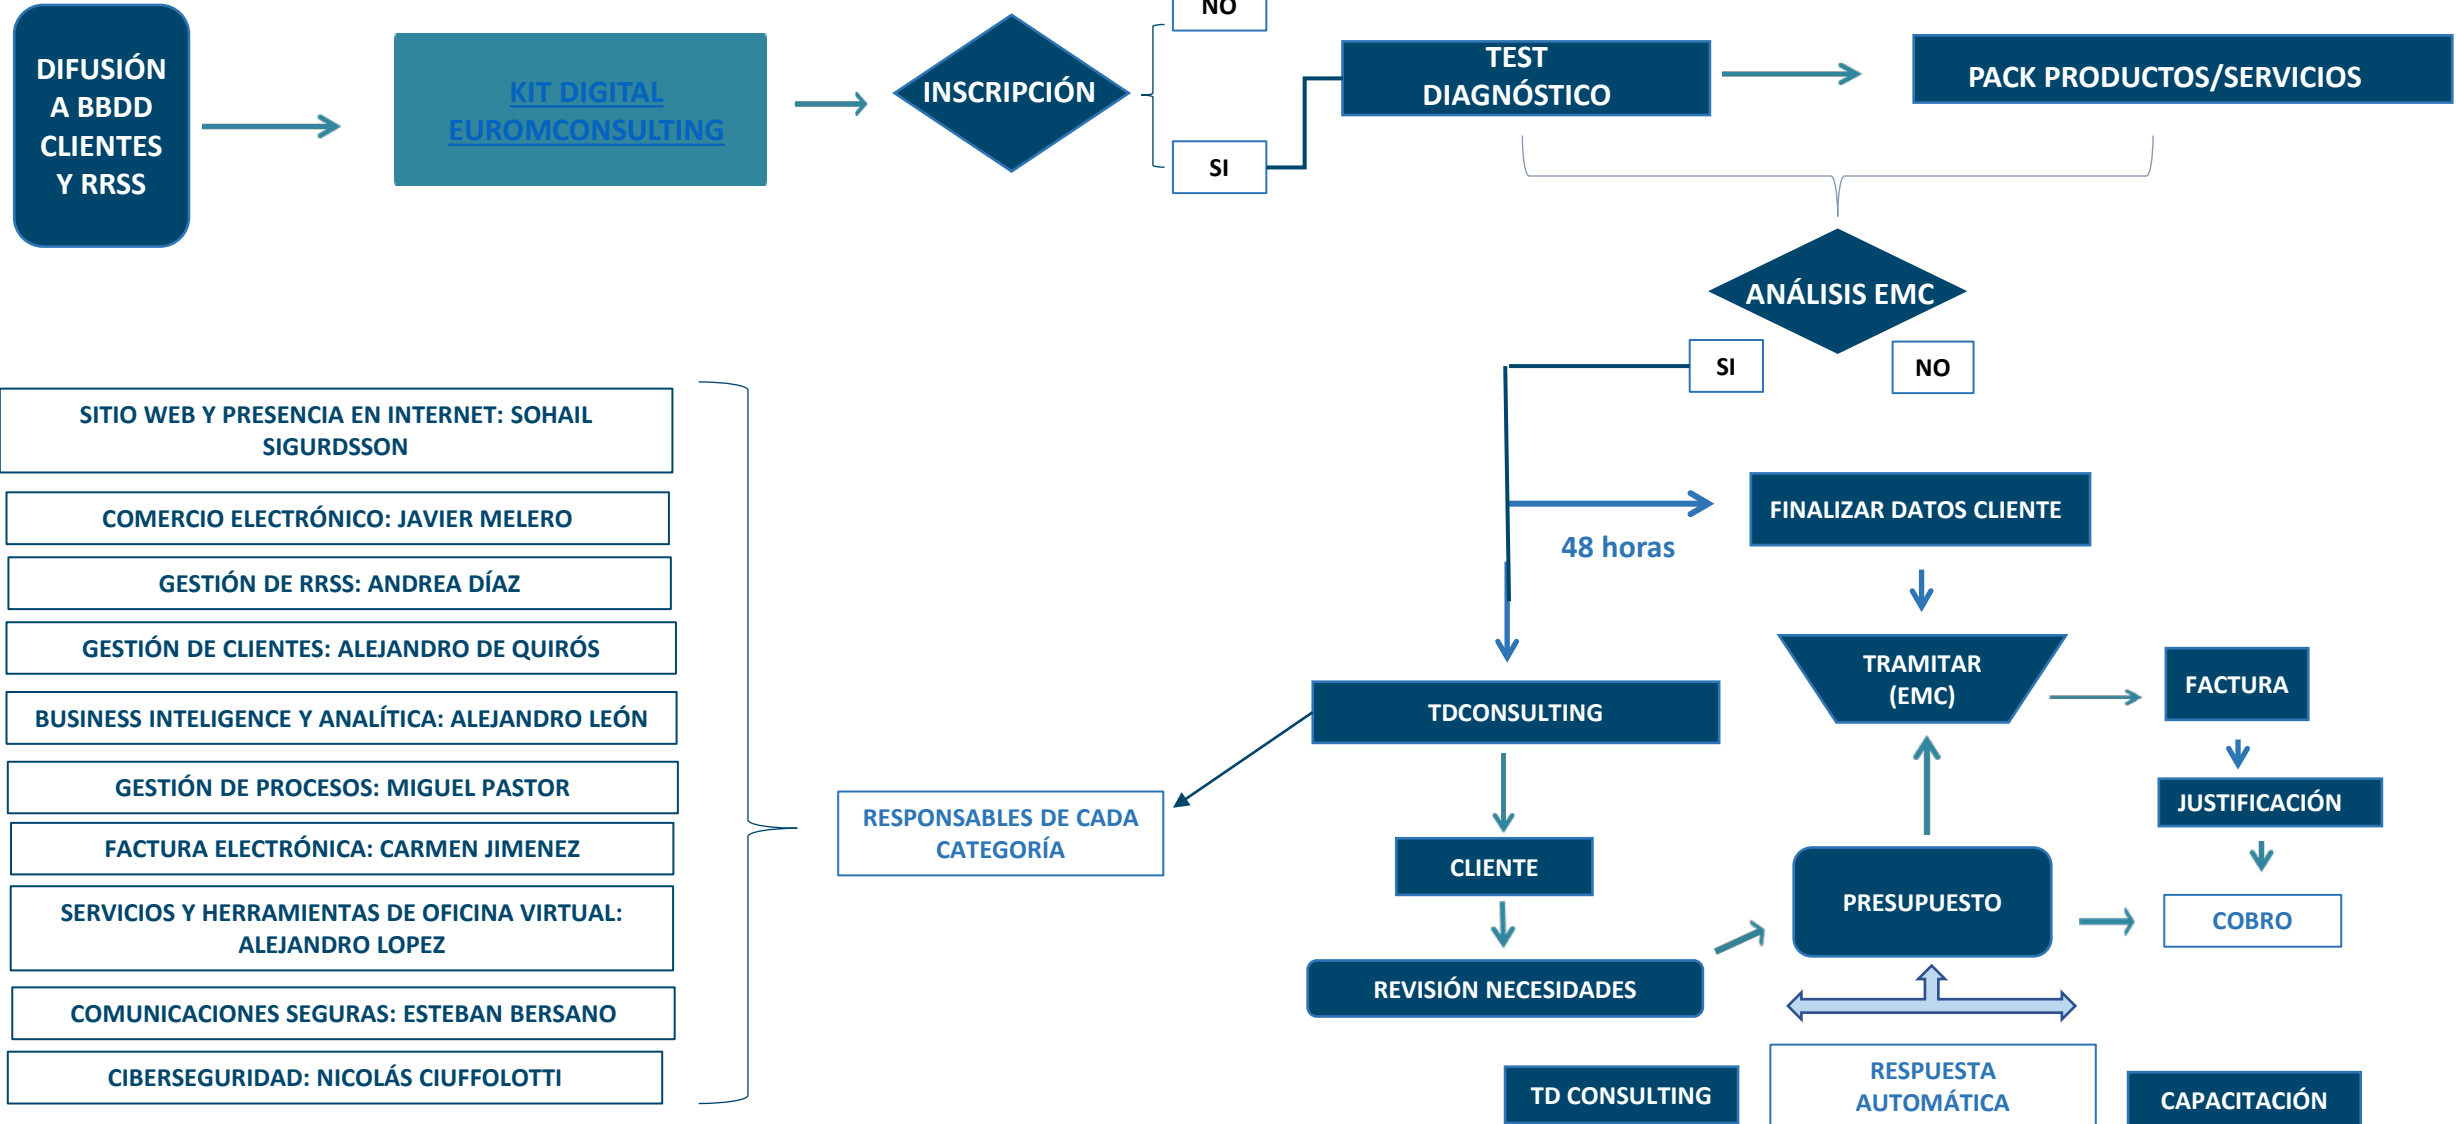 DIFUSIÓN
A BBDD
CLIENTES
Y RRSS
KIT DIGITAL
EUROMCONSULTING
INSCRIPCIÓN
NO
SI
TEST
DIAGNÓSTICO
PACK PRODUCTOS/SERVICIOS
ANÁLISIS EMC
SI
NO
SITIO WEB Y PRESENCIA EN INTERNET: SOHAIL
SIGURDSSON
COMERCIO ELECTRÓNICO: JAVIER MELERO
GESTIÓN DE RRSS: ANDREA DÍAZ
GESTIÓN DE CLIENTES: ALEJANDRO DE QUIRÓS
BUSINESS INTELIGENCE Y ANALÍTICA: ALEJANDRO LEÓN
GESTIÓN DE PROCESOS: MIGUEL PASTOR
FACTURA ELECTRÓNICA: CARMEN JIMENEZ
SERVICIOS Y HERRAMIENTAS DE OFICINA VIRTUAL:
ALEJANDRO LOPEZ
COMUNICACIONES SEGURAS: ESTEBAN BERSANO
CIBERSEGURIDAD: NICOLÁS CIUFFOLOTTI
RESPONSABLES DE CADA
CATEGORÍA
48 horas
FINALIZAR DATOS CLIENTE
TRAMITAR
(EMC)
FACTURA
TDCONSULTING
JUSTIFICACIÓN
CLIENTE
PRESUPUESTO
COBRO
REVISIÓN NECESIDADES
TD CONSULTING
RESPUESTA
AUTOMÁTICA
CAPACITACIÓN